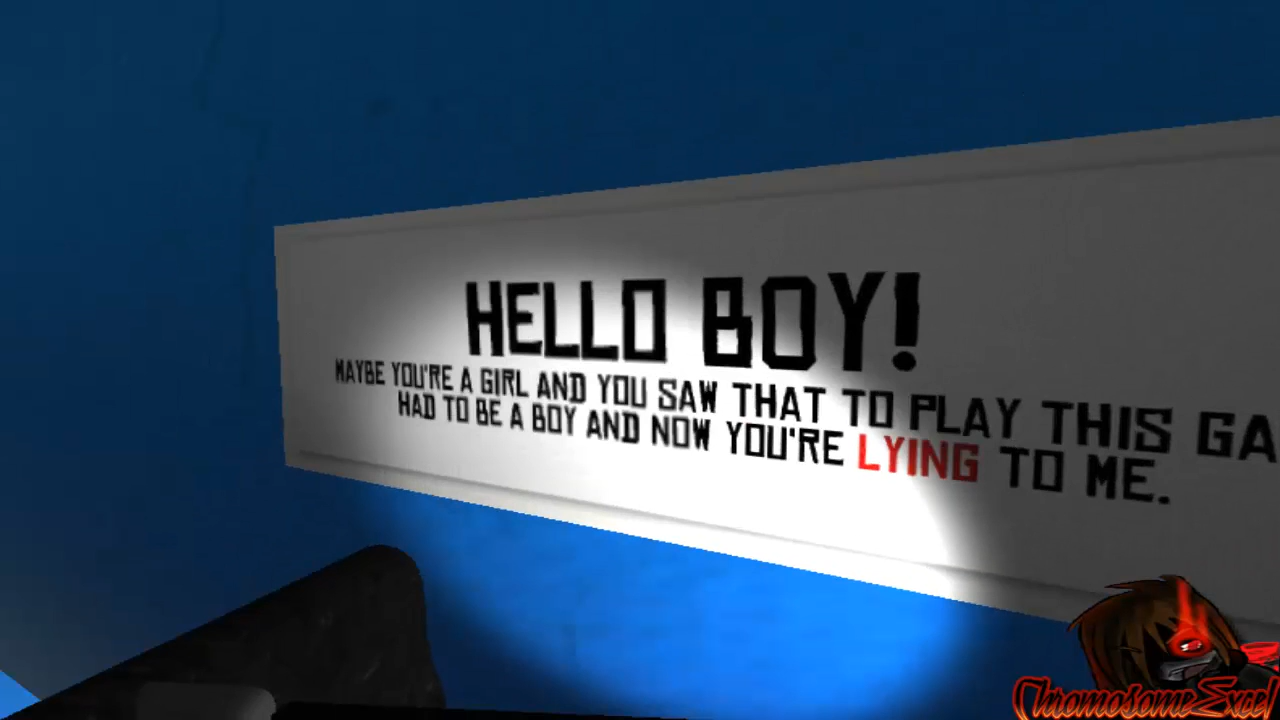 HELLO BOY!
MAYBE YOU'RE A GIRL AND YOU SAW THAT TO PLAY THIS GA
HAD TO BE A BOY AND NOW YOU'RE LYING TO ME.
ChromosomeExcel